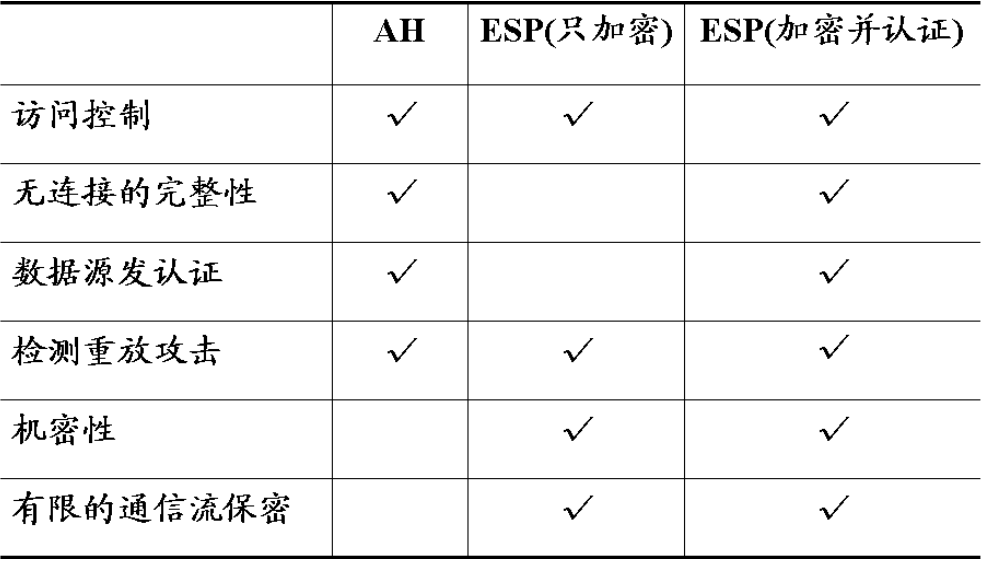 AH ESP(只加密) ESP(加密并认证)
访问控制 √ √ √
无连接的完整性 √ √
数据源发认证 √ √
检测重放攻击 √ √ √
机密性 √ √
有限的通信流保密 √ √